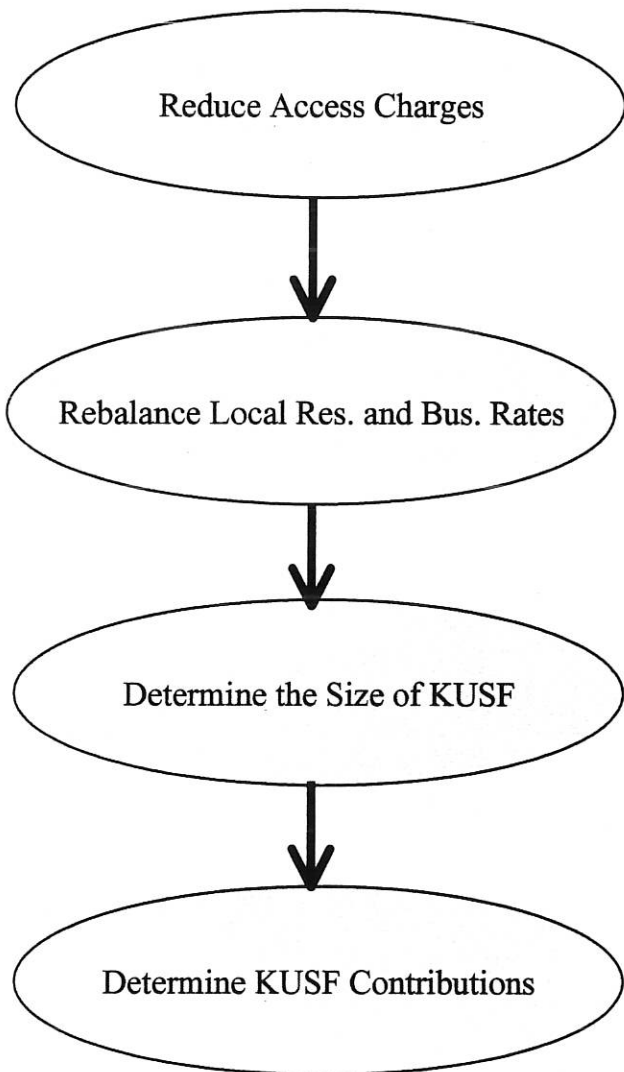 Reduce Access Charges
Rebalance Local Res. and Bus. Rates
Determine the Size of KUSF
Determine KUSF Contributions